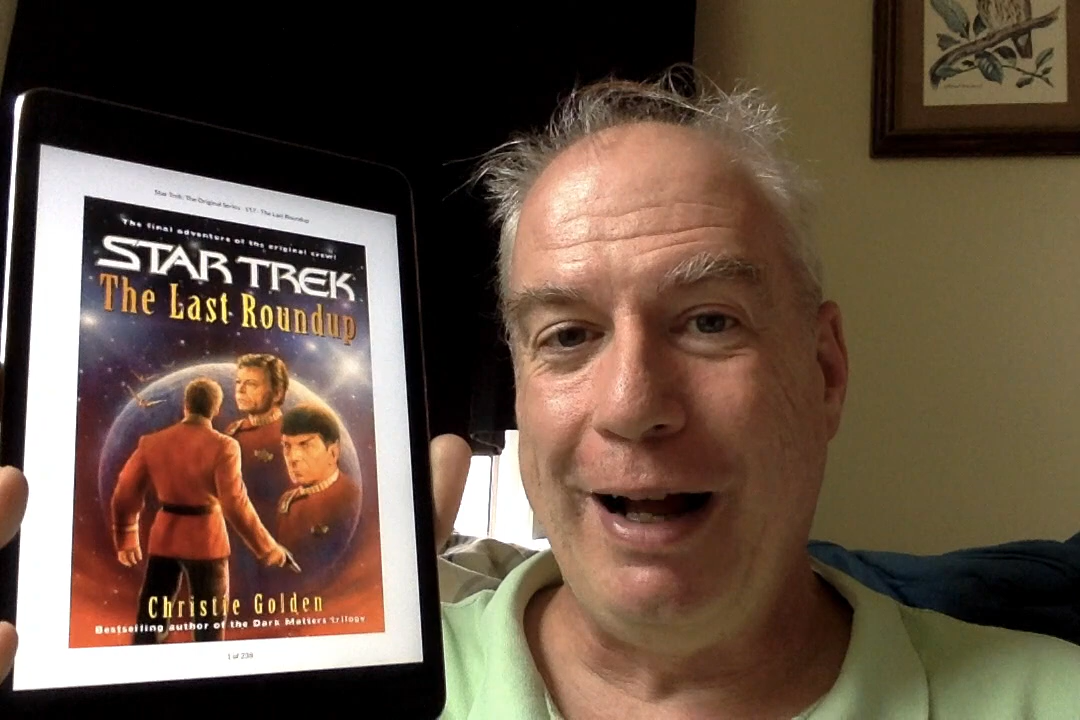 Star Trek: The Original Series - 017 - The Last Roundup
The final adventure of the original crew!
STAR TREK
The Last Roundup
Christie Golden
Bestselling author of the Dark Matters trilogy
1 of 238